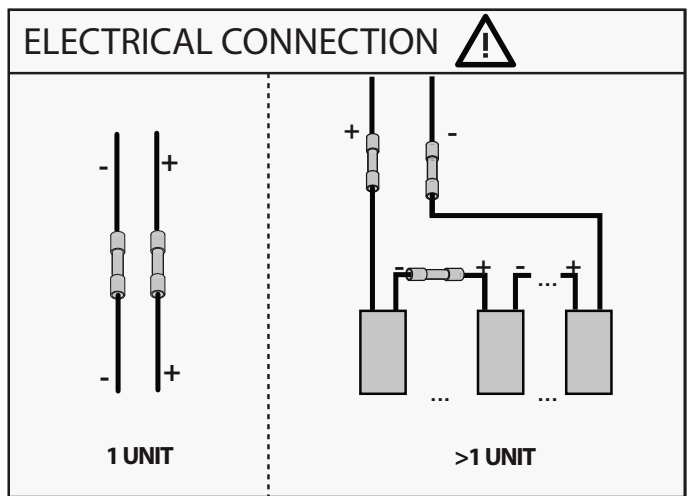 ELECTRICAL CONNECTION
- +
- +
1 UNIT
+ -
- + - ... +
... ...
>1 UNIT